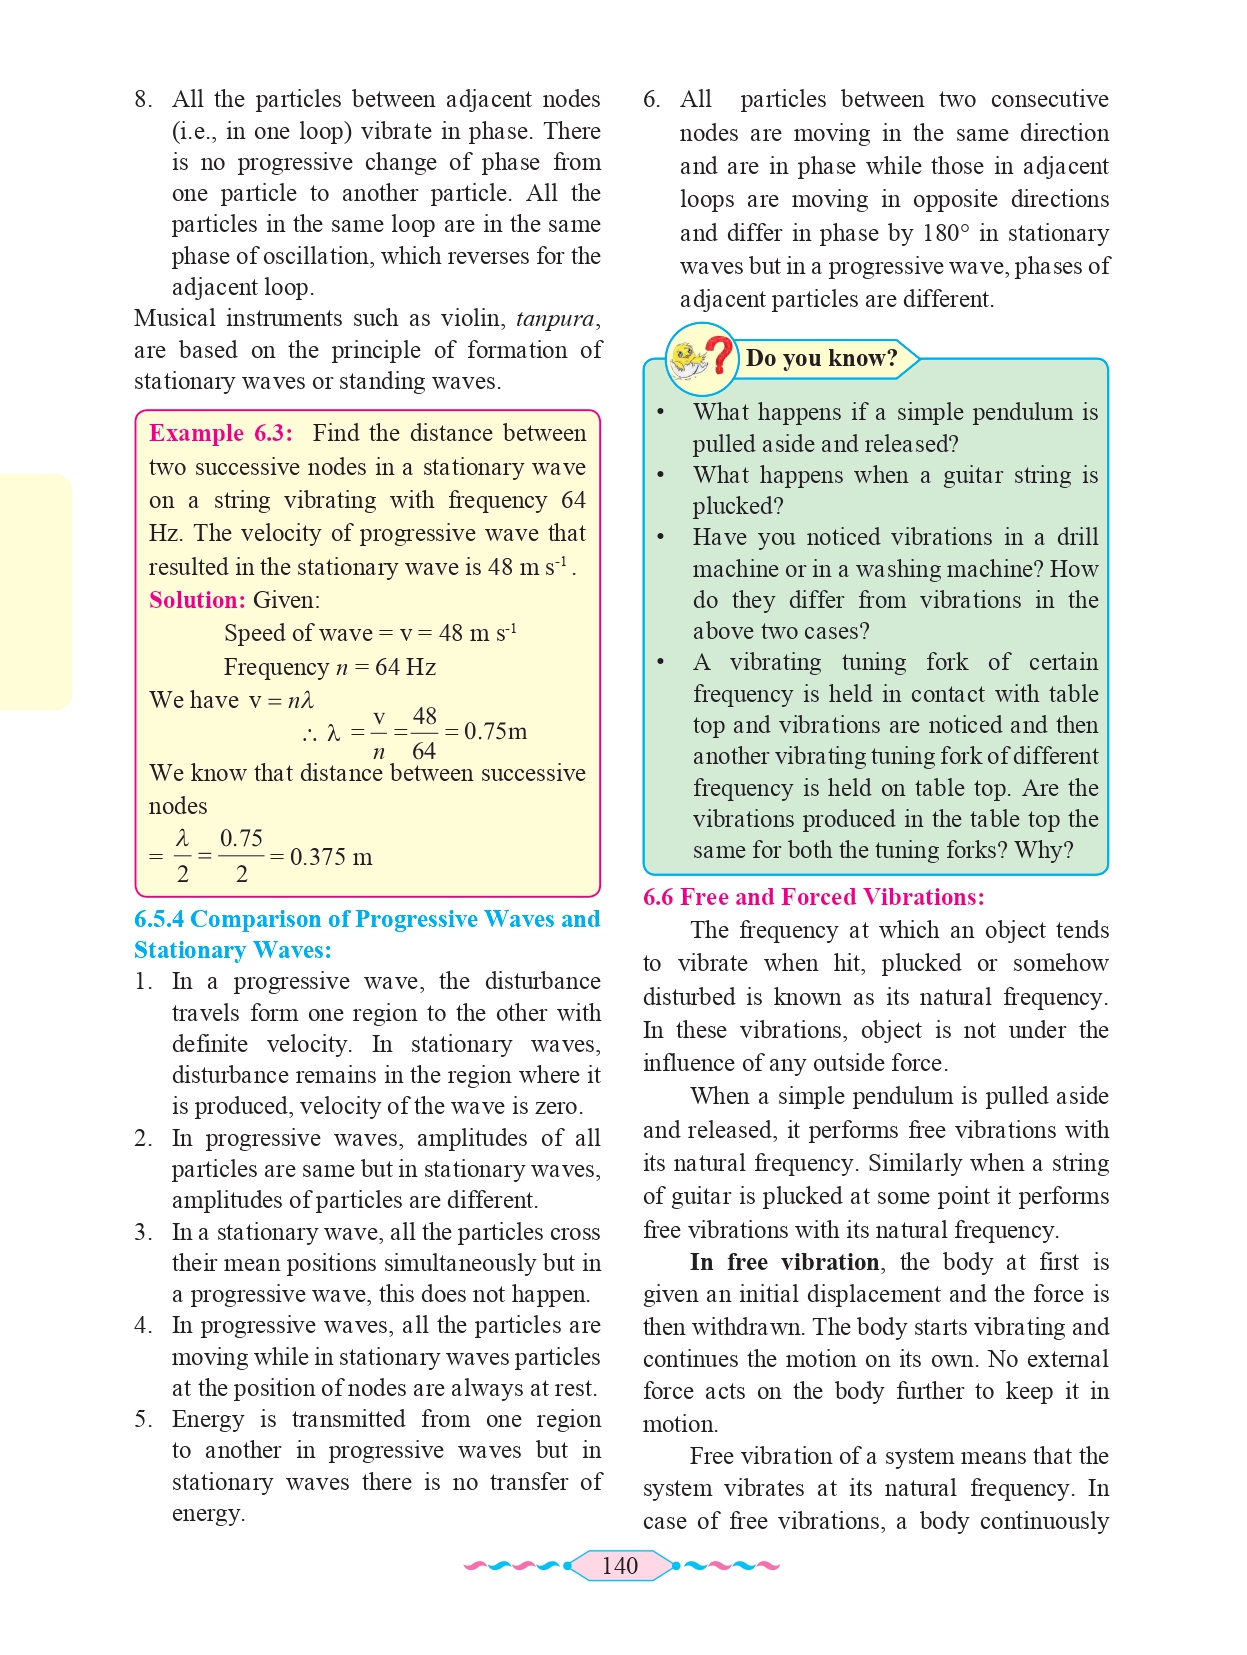 8. All the particles between adjacent nodes
(i.e., in one loop) vibrate in phase. There
is no progressive change of phase from
one particle to another particle. All the
particles in the same loop are in the same
phase of oscillation, which reverses for the
adjacent loop.
Musical instruments such as violin, tanpura,
are based on the principle of formation of
stationary waves or standing waves.
Example 6.3: Find the distance between
two successive nodes in a stationary wave
on a string vibrating with frequency 64
Hz. The velocity of progressive wave that
resulted in the stationary wave is 48 m s⁻¹ .
Solution: Given:
Speed of wave = v = 48 m s⁻¹
Frequency n = 64 Hz
We have v = nλ
∴ λ = v/n = 48/64 = 0.75m
We know that distance between successive
nodes
= λ/2 = 0.75/2 = 0.375 m
6.5.4 Comparison of Progressive Waves and
Stationary Waves:
1. In a progressive wave, the disturbance
travels form one region to the other with
definite velocity. In stationary waves,
disturbance remains in the region where it
is produced, velocity of the wave is zero.
2. In progressive waves, amplitudes of all
particles are same but in stationary waves,
amplitudes of particles are different.
3. In a stationary wave, all the particles cross
their mean positions simultaneously but in
a progressive wave, this does not happen.
4. In progressive waves, all the particles are
moving while in stationary waves particles
at the position of nodes are always at rest.
5. Energy is transmitted from one region
to another in progressive waves but in
stationary waves there is no transfer of
energy.
6. All particles between two consecutive
nodes are moving in the same direction
and are in phase while those in adjacent
loops are moving in opposite directions
and differ in phase by 180° in stationary
waves but in a progressive wave, phases of
adjacent particles are different.
Do you know?
• What happens if a simple pendulum is
pulled aside and released?
• What happens when a guitar string is
plucked?
• Have you noticed vibrations in a drill
machine or in a washing machine? How
do they differ from vibrations in the
above two cases?
• A vibrating tuning fork of certain
frequency is held in contact with table
top and vibrations are noticed and then
another vibrating tuning fork of different
frequency is held on table top. Are the
vibrations produced in the table top the
same for both the tuning forks? Why?
6.6 Free and Forced Vibrations:
The frequency at which an object tends
to vibrate when hit, plucked or somehow
disturbed is known as its natural frequency.
In these vibrations, object is not under the
influence of any outside force.
When a simple pendulum is pulled aside
and released, it performs free vibrations with
its natural frequency. Similarly when a string
of guitar is plucked at some point it performs
free vibrations with its natural frequency.
In free vibration, the body at first is
given an initial displacement and the force is
then withdrawn. The body starts vibrating and
continues the motion on its own. No external
force acts on the body further to keep it in
motion.
Free vibration of a system means that the
system vibrates at its natural frequency. In
case of free vibrations, a body continuously
140